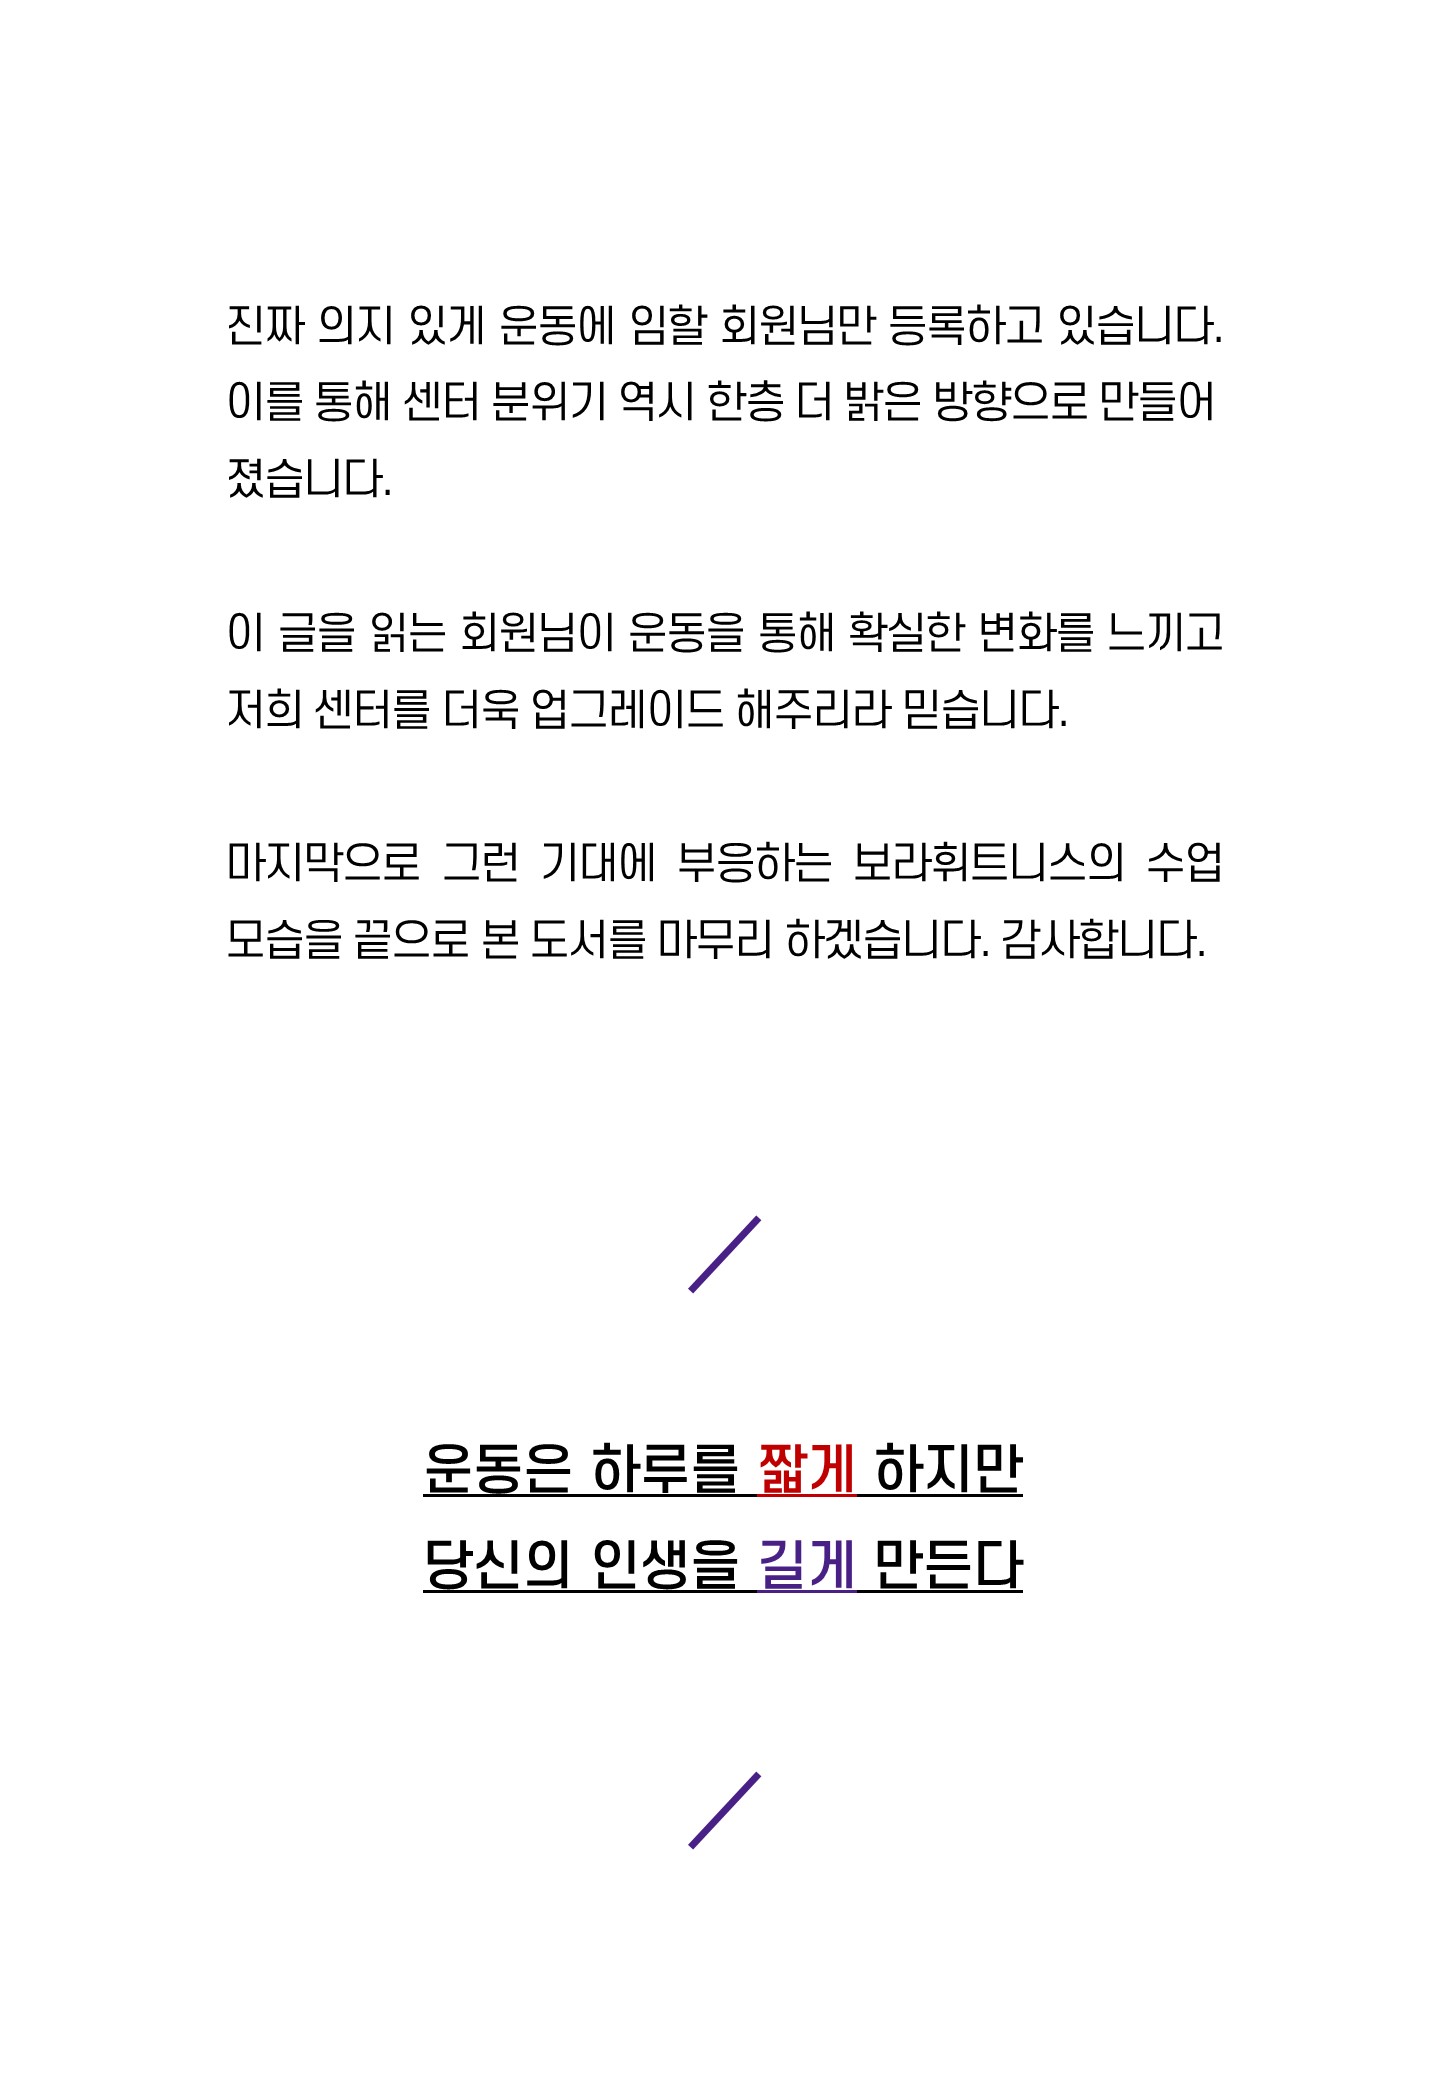 진짜 의지 있게 운동에 임할 회원님만 등록하고 있습니다.
이를 통해 센터 분위기 역시 한층 더 밝은 방향으로 만들어
졌습니다.
이 글을 읽는 회원님이 운동을 통해 확실한 변화를 느끼고
저희 센터를 더욱 업그레이드 해주리라 믿습니다.
마지막으로 그런 기대에 부응하는 보라휘트니스의 수업
모습을 끝으로 본 도서를 마무리 하겠습니다. 감사합니다.
운동은 하루를 짧게 하지만
당신의 인생을 길게 만든다